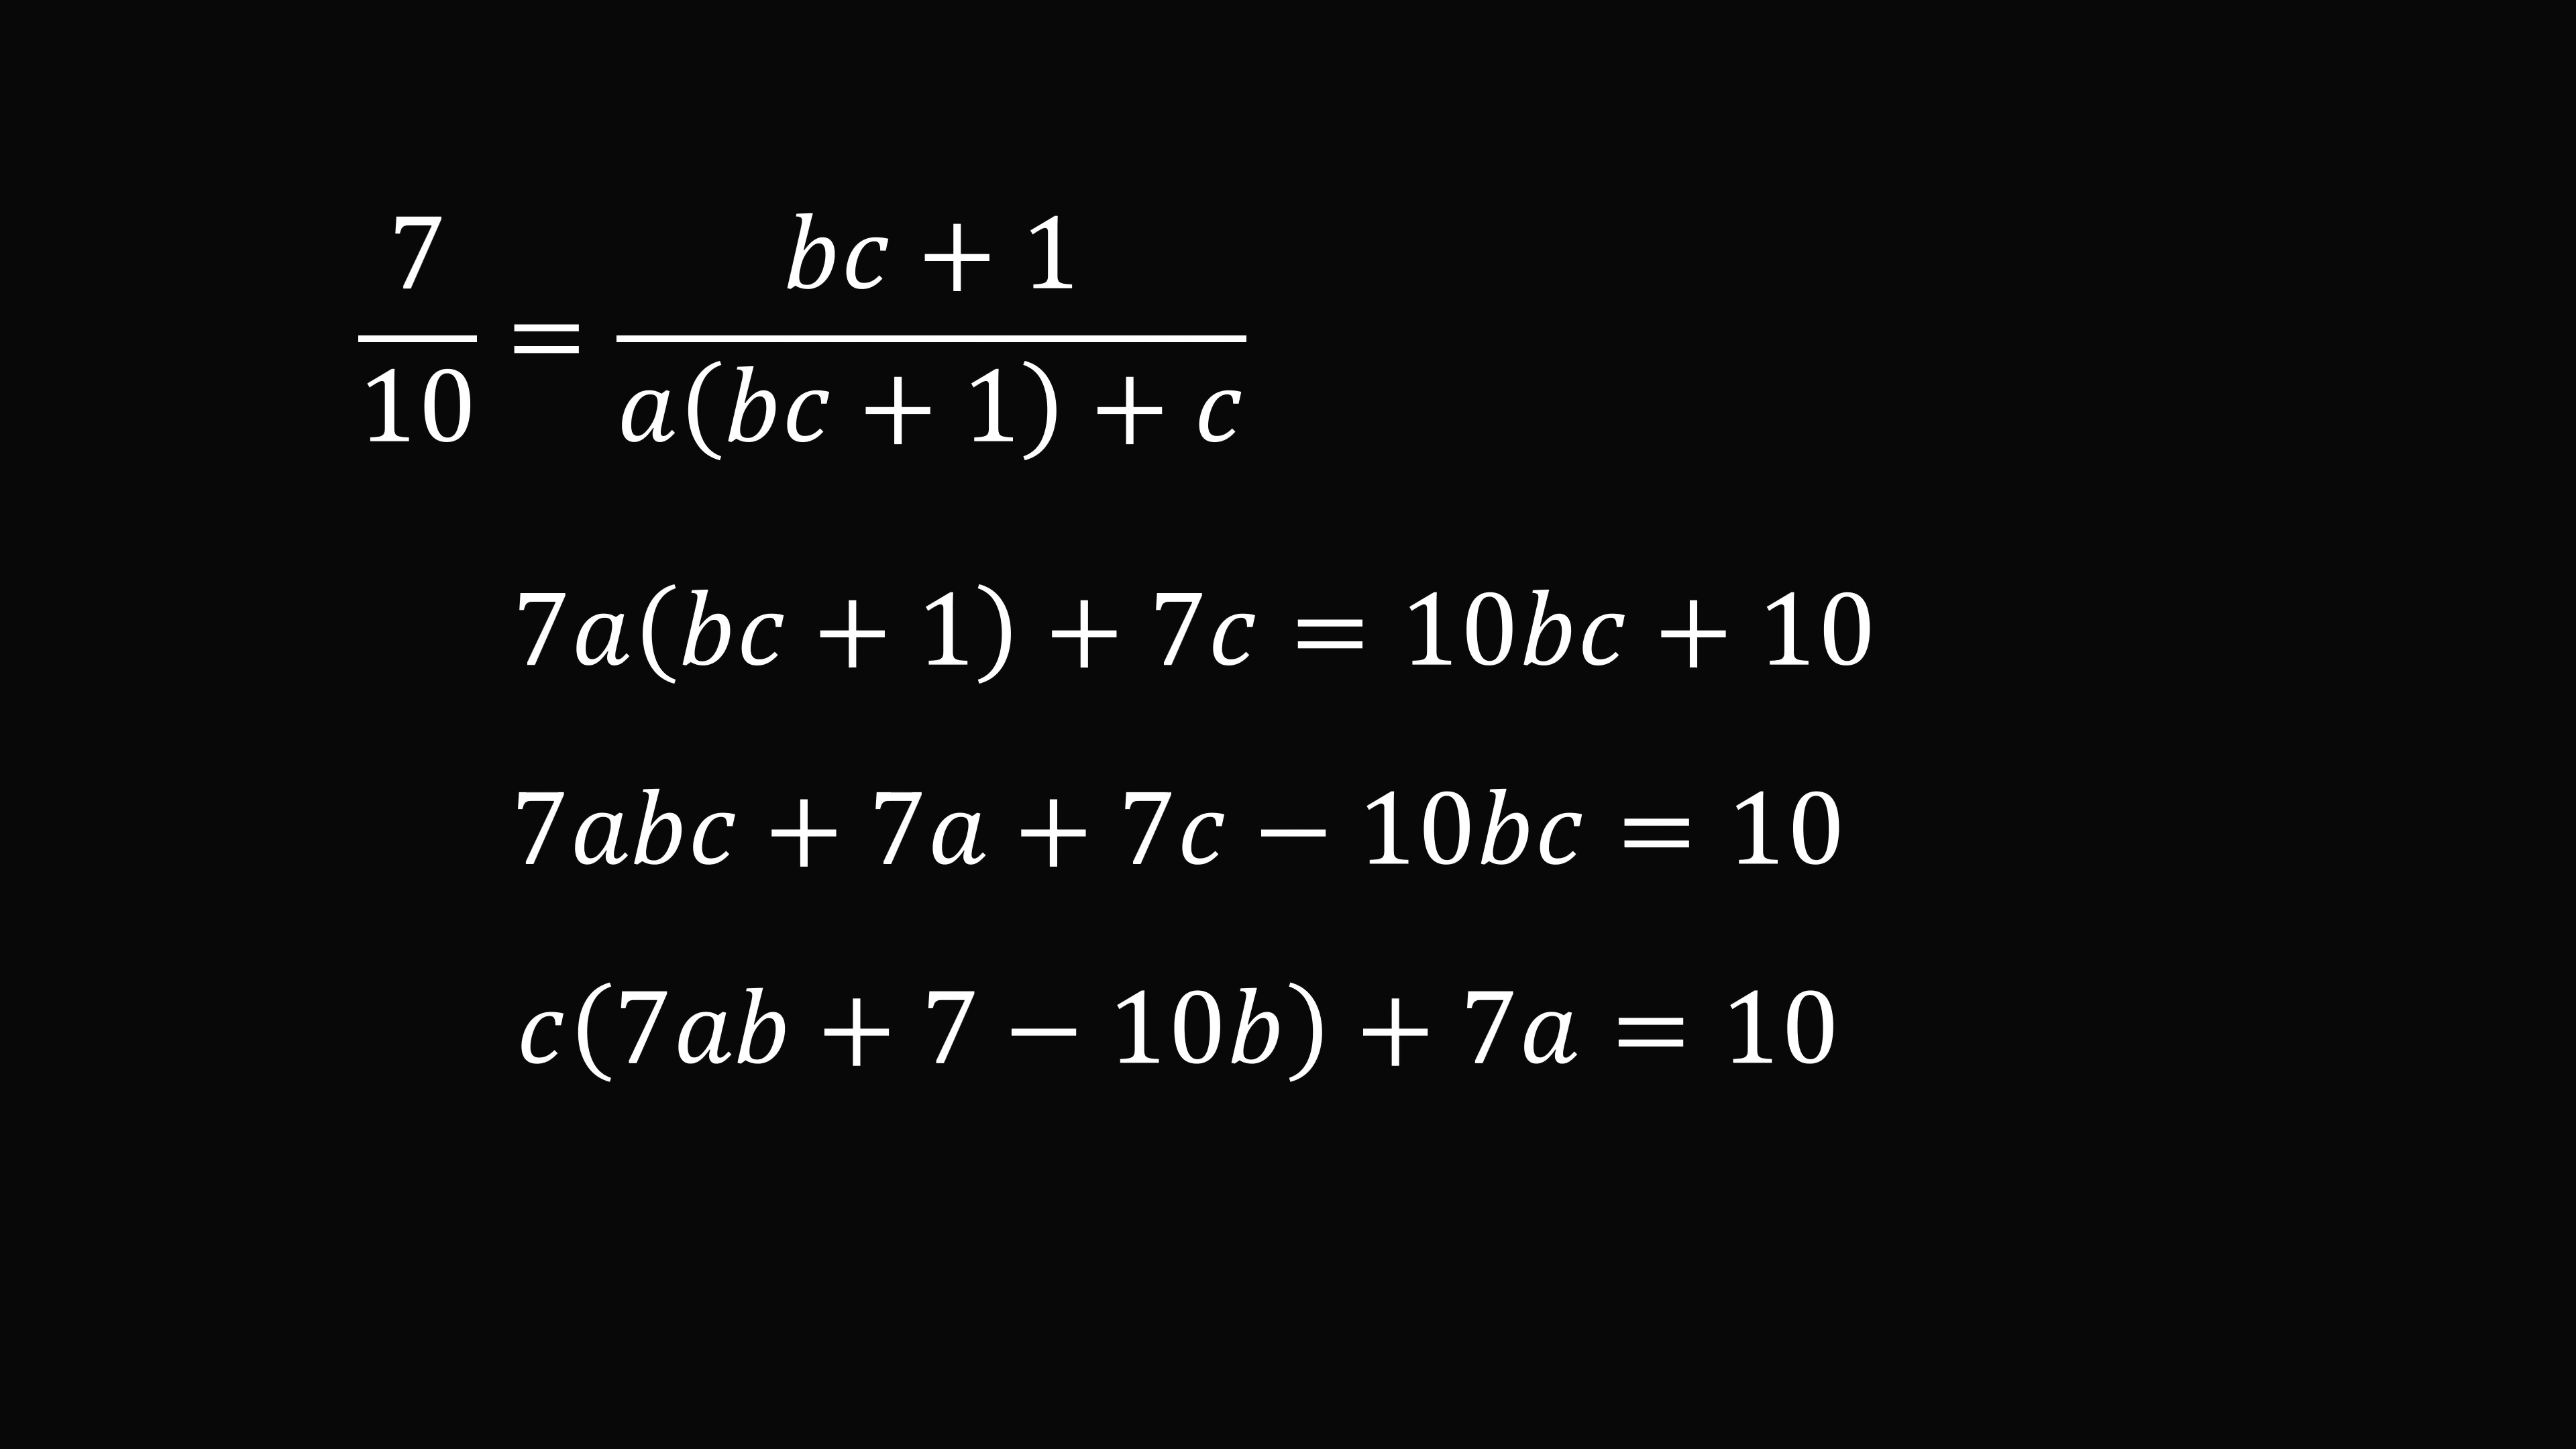 7/10 = (bc + 1)/(a(bc + 1) + c)
7a(bc + 1) + 7c = 10bc + 10
7abc + 7a + 7c − 10bc = 10
c(7ab + 7 − 10b) + 7a = 10